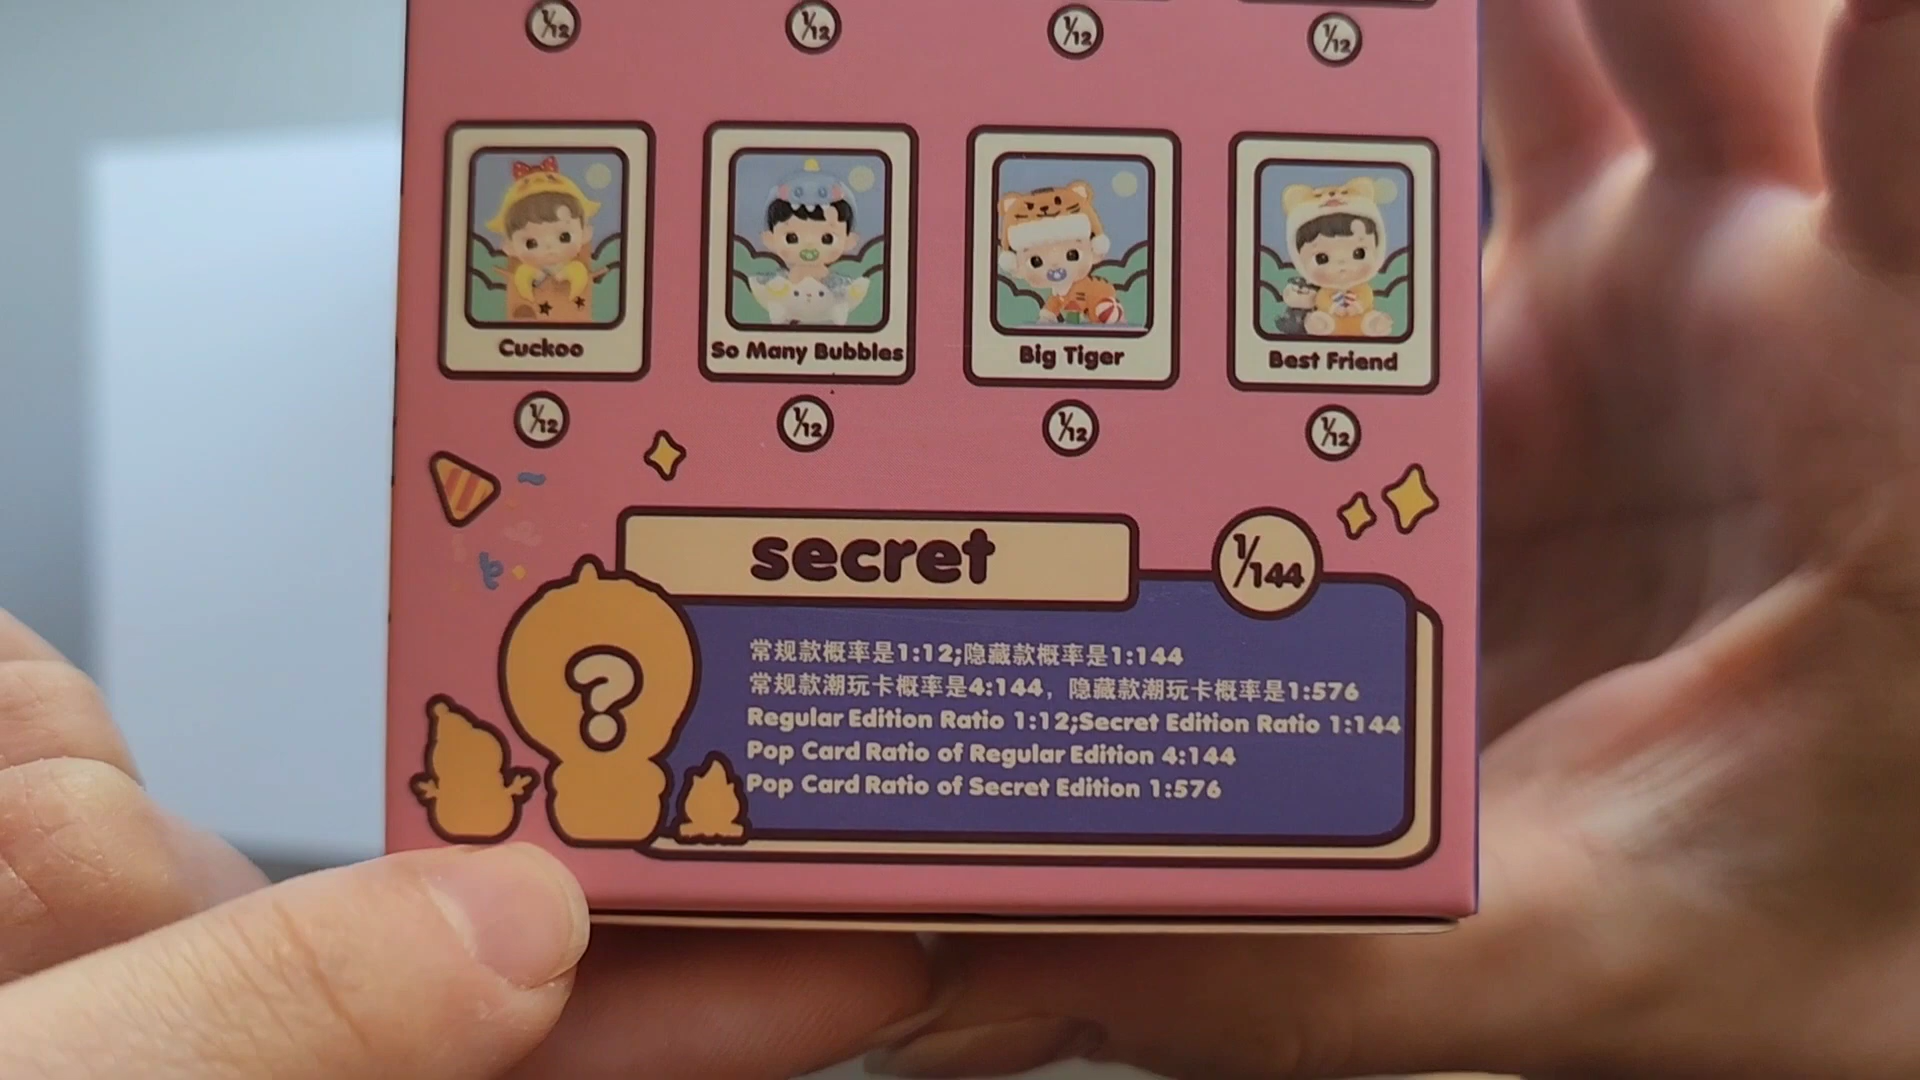 1/12 1/12 1/12 1/12
Cuckoo So Many Bubbles Big Tiger Best Friend
1/12 1/12 1/12 1/12
secret 1/144
常规款概率是1:12;隐藏款概率是1:144
常规款潮玩卡概率是4:144，隐藏款潮玩卡概率是1:576
Regular Edition Ratio 1:12;Secret Edition Ratio 1:144
Pop Card Ratio of Regular Edition 4:144
Pop Card Ratio of Secret Edition 1:576
?